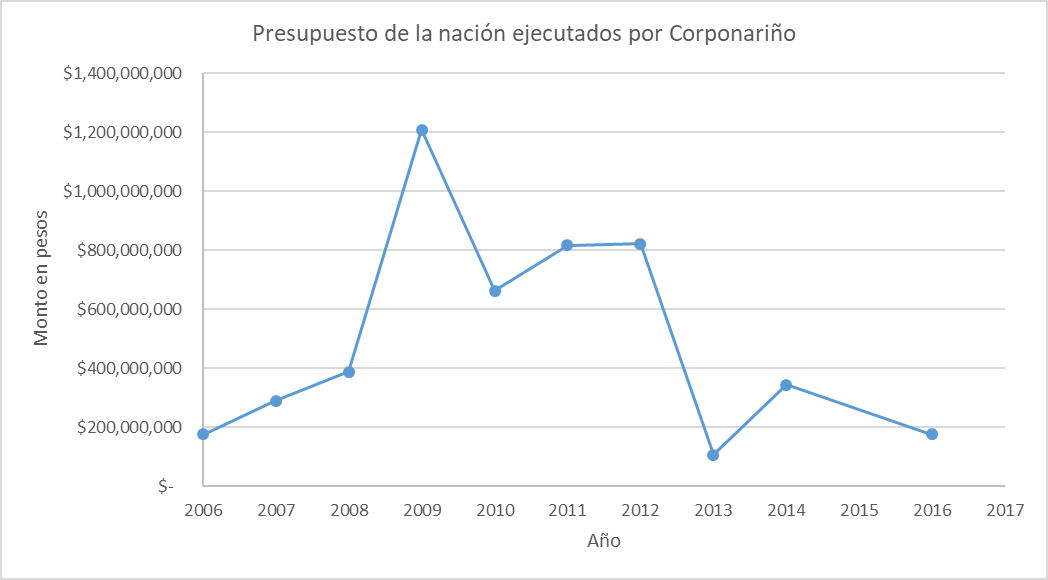 Presupuesto de la nación ejecutados por Corponariño
$1,400,000,000
$1,200,000,000
$1,000,000,000
$800,000,000
$600,000,000
$400,000,000
$200,000,000
$-
Monto en pesos
2006 2007 2008 2009 2010 2011 2012 2013 2014 2015 2016 2017
Año